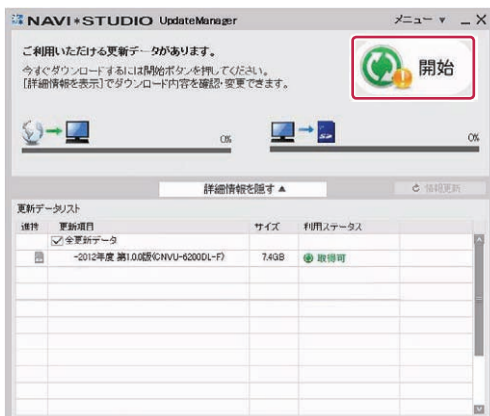 NAVI*STUDIO UpdateManager メニュー
ご利用いただける更新データがあります。
今すぐダウンロードするには開始ボタンを押してください。
[詳細情報を表示]でダウンロード内容を確認・変更できます。
開始
0%
SD
0%
詳細情報を隠す ▲
情報更新
更新データリスト
進捗 更新項目 サイズ 利用ステータス
全更新データ
-2012年度 第1.0.0版(CNVU-6200DL-F) 7.4GB 取得可